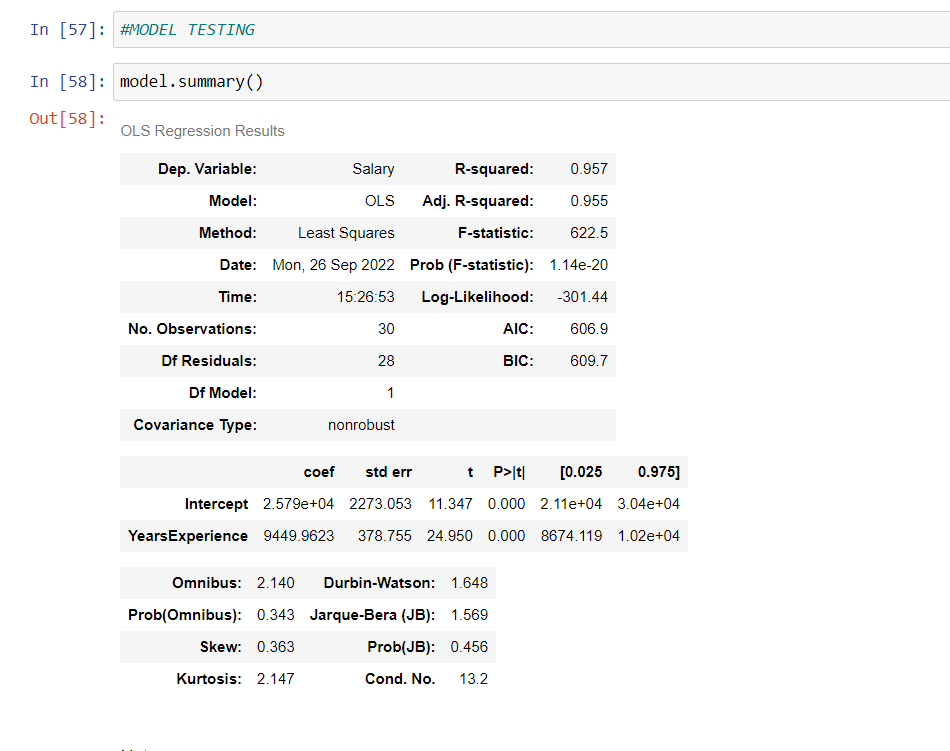 In [57]: #MODEL TESTING
In [58]: model.summary()
Out[58]:
OLS Regression Results
Dep. Variable: Salary R-squared: 0.957
Model: OLS Adj. R-squared: 0.955
Method: Least Squares F-statistic: 622.5
Date: Mon, 26 Sep 2022 Prob (F-statistic): 1.14e-20
Time: 15:26:53 Log-Likelihood: -301.44
No. Observations: 30 AIC: 606.9
Df Residuals: 28 BIC: 609.7
Df Model: 1
Covariance Type: nonrobust
coef std err t P>|t| [0.025 0.975]
Intercept 2.579e+04 2273.053 11.347 0.000 2.11e+04 3.04e+04
YearsExperience 9449.9623 378.755 24.950 0.000 8674.119 1.02e+04
Omnibus: 2.140 Durbin-Watson: 1.648
Prob(Omnibus): 0.343 Jarque-Bera (JB): 1.569
Skew: 0.363 Prob(JB): 0.456
Kurtosis: 2.147 Cond. No. 13.2